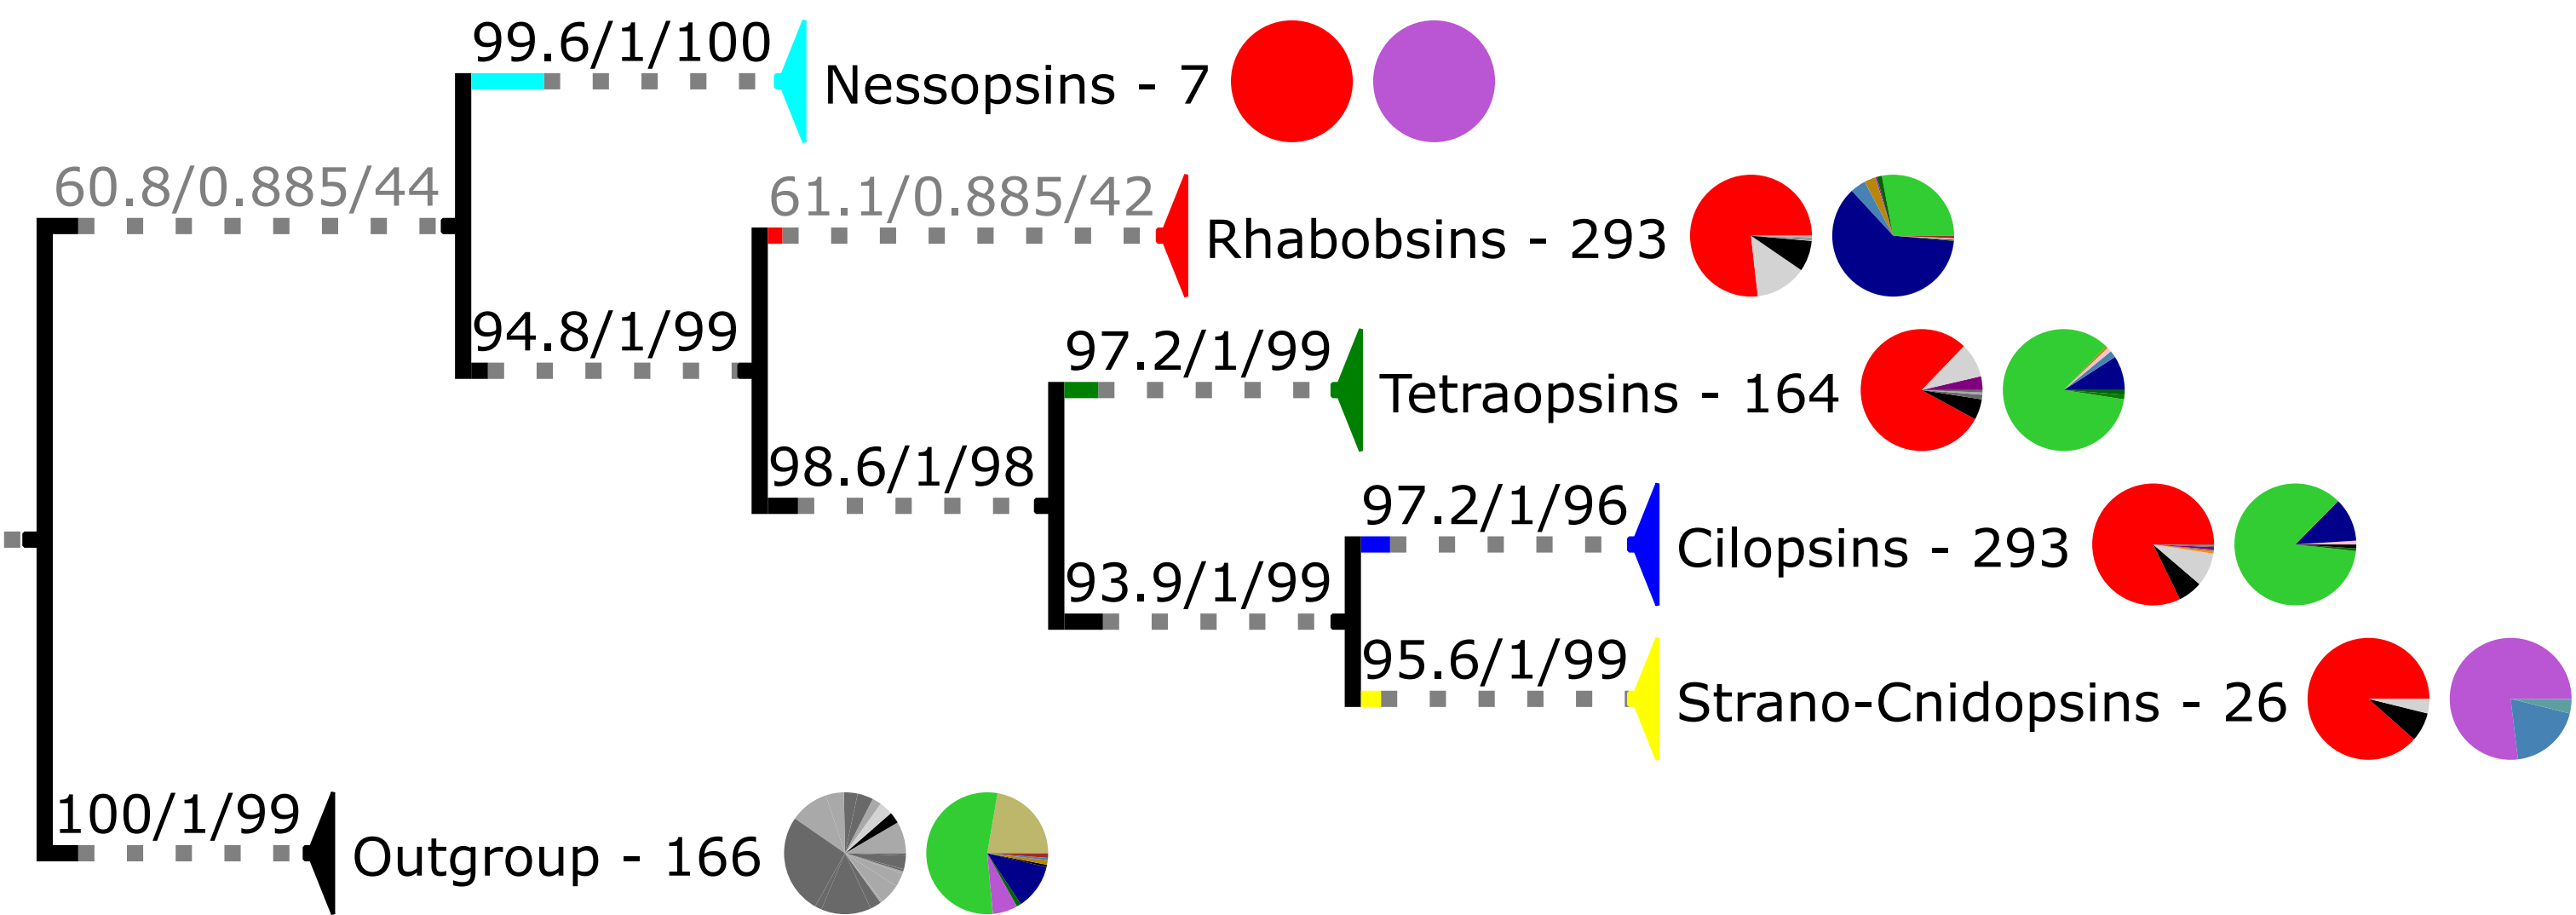 99.6/1/100
Nessopsins - 7
60.8/0.885/44
61.1/0.885/42
Rhabobsins - 293
94.8/1/99
97.2/1/99
Tetraopsins - 164
98.6/1/98
97.2/1/96
Cilopsins - 293
93.9/1/99
95.6/1/99
Strano-Cnidopsins - 26
100/1/99
Outgroup - 166